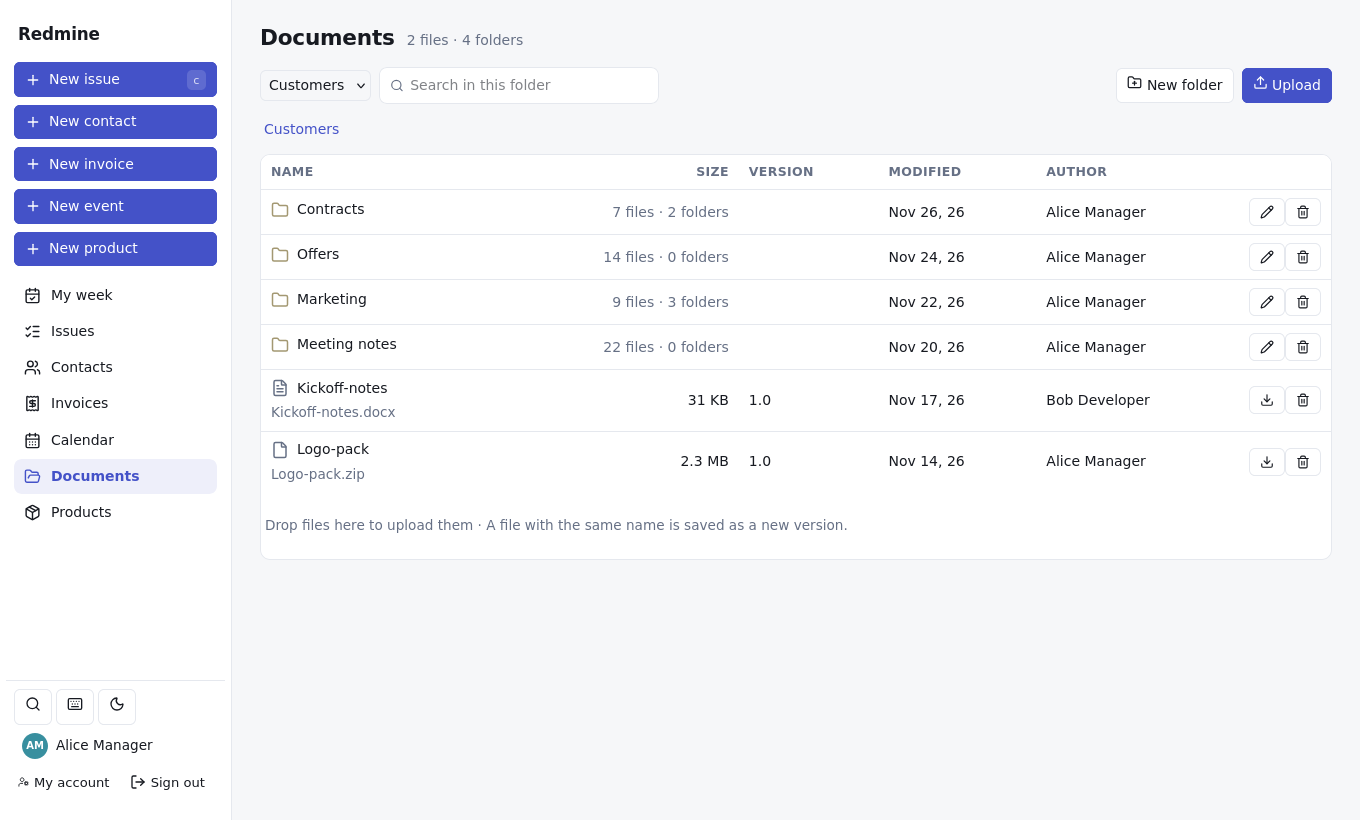 Redmine
New issue c
New contact
New invoice
New event
New product
My week
Issues
Contacts
Invoices
Calendar
Documents
Products
AM Alice Manager
My account Sign out
Documents 2 files · 4 folders
Customers Search in this folder New folder Upload
Customers
NAME SIZE VERSION MODIFIED AUTHOR
Contracts 7 files · 2 folders Nov 26, 26 Alice Manager
Offers 14 files · 0 folders Nov 24, 26 Alice Manager
Marketing 9 files · 3 folders Nov 22, 26 Alice Manager
Meeting notes 22 files · 0 folders Nov 20, 26 Alice Manager
Kickoff-notes 31 KB 1.0 Nov 17, 26 Bob Developer
Kickoff-notes.docx
Logo-pack 2.3 MB 1.0 Nov 14, 26 Alice Manager
Logo-pack.zip
Drop files here to upload them · A file with the same name is saved as a new version.